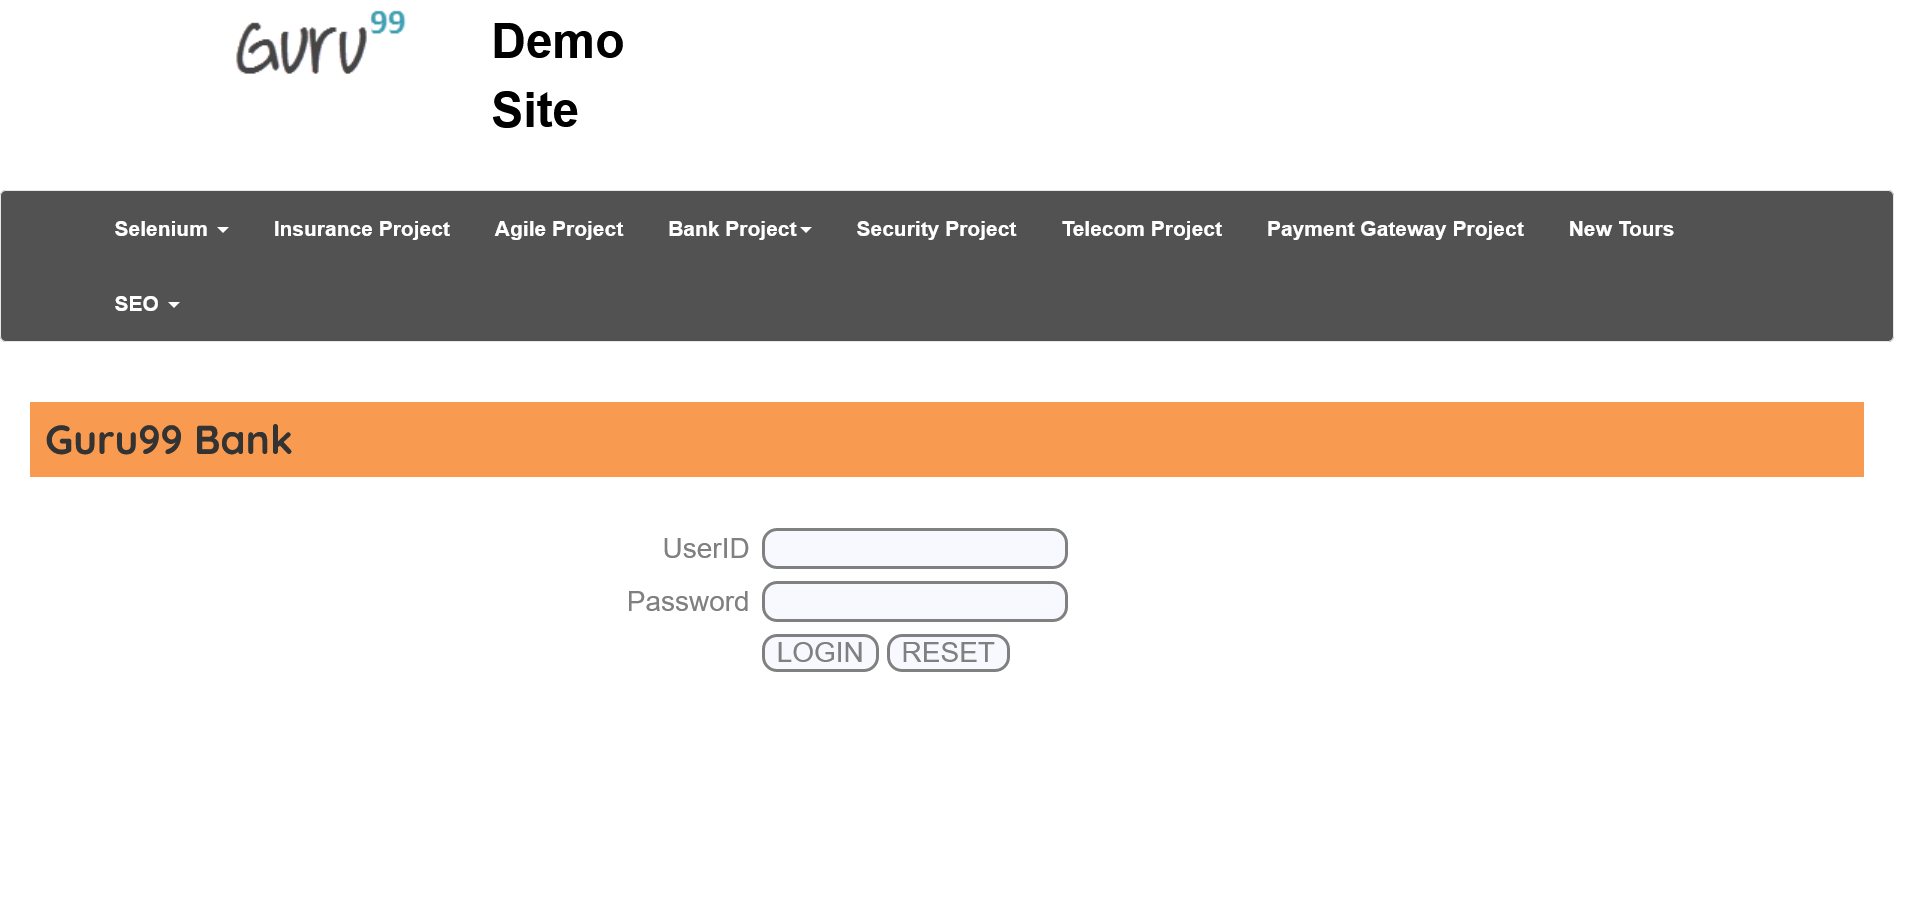 Guru99
Demo
Site
Selenium Insurance Project Agile Project Bank Project Security Project Telecom Project Payment Gateway Project New Tours
SEO
Guru99 Bank
UserID
Password
LOGIN RESET